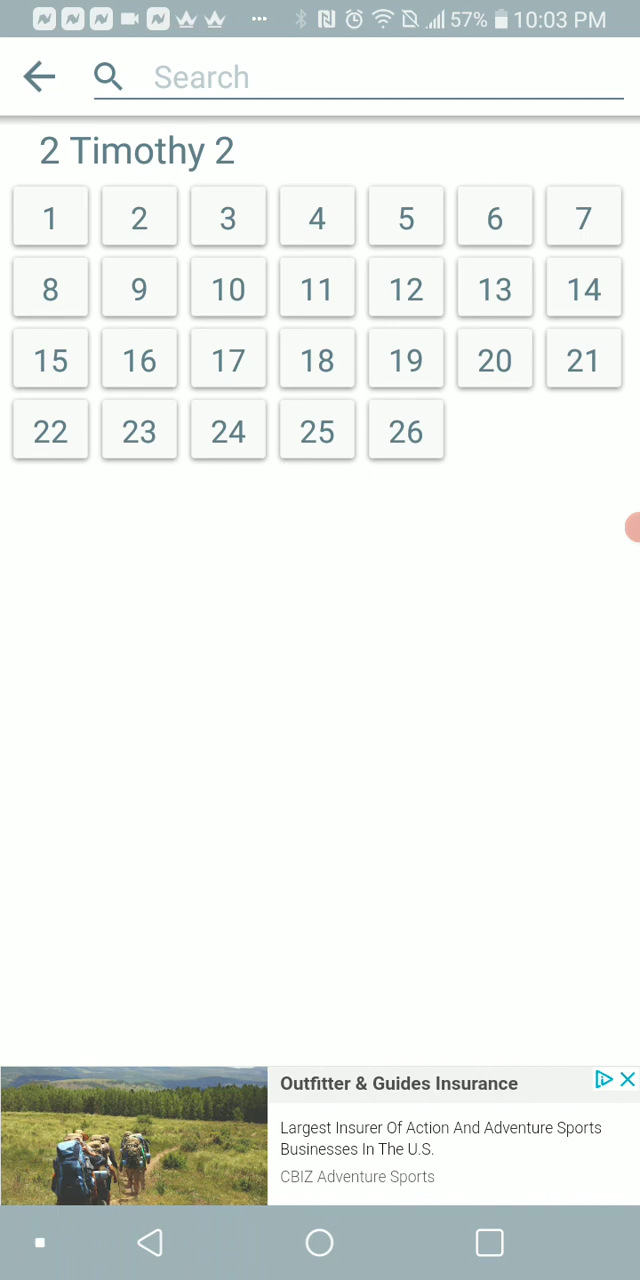 57% 10:03 PM
Search
2 Timothy 2
1 2 3 4 5 6 7
8 9 10 11 12 13 14
15 16 17 18 19 20 21
22 23 24 25 26
Outfitter & Guides Insurance
Largest Insurer Of Action And Adventure Sports
Businesses In The U.S.
CBIZ Adventure Sports